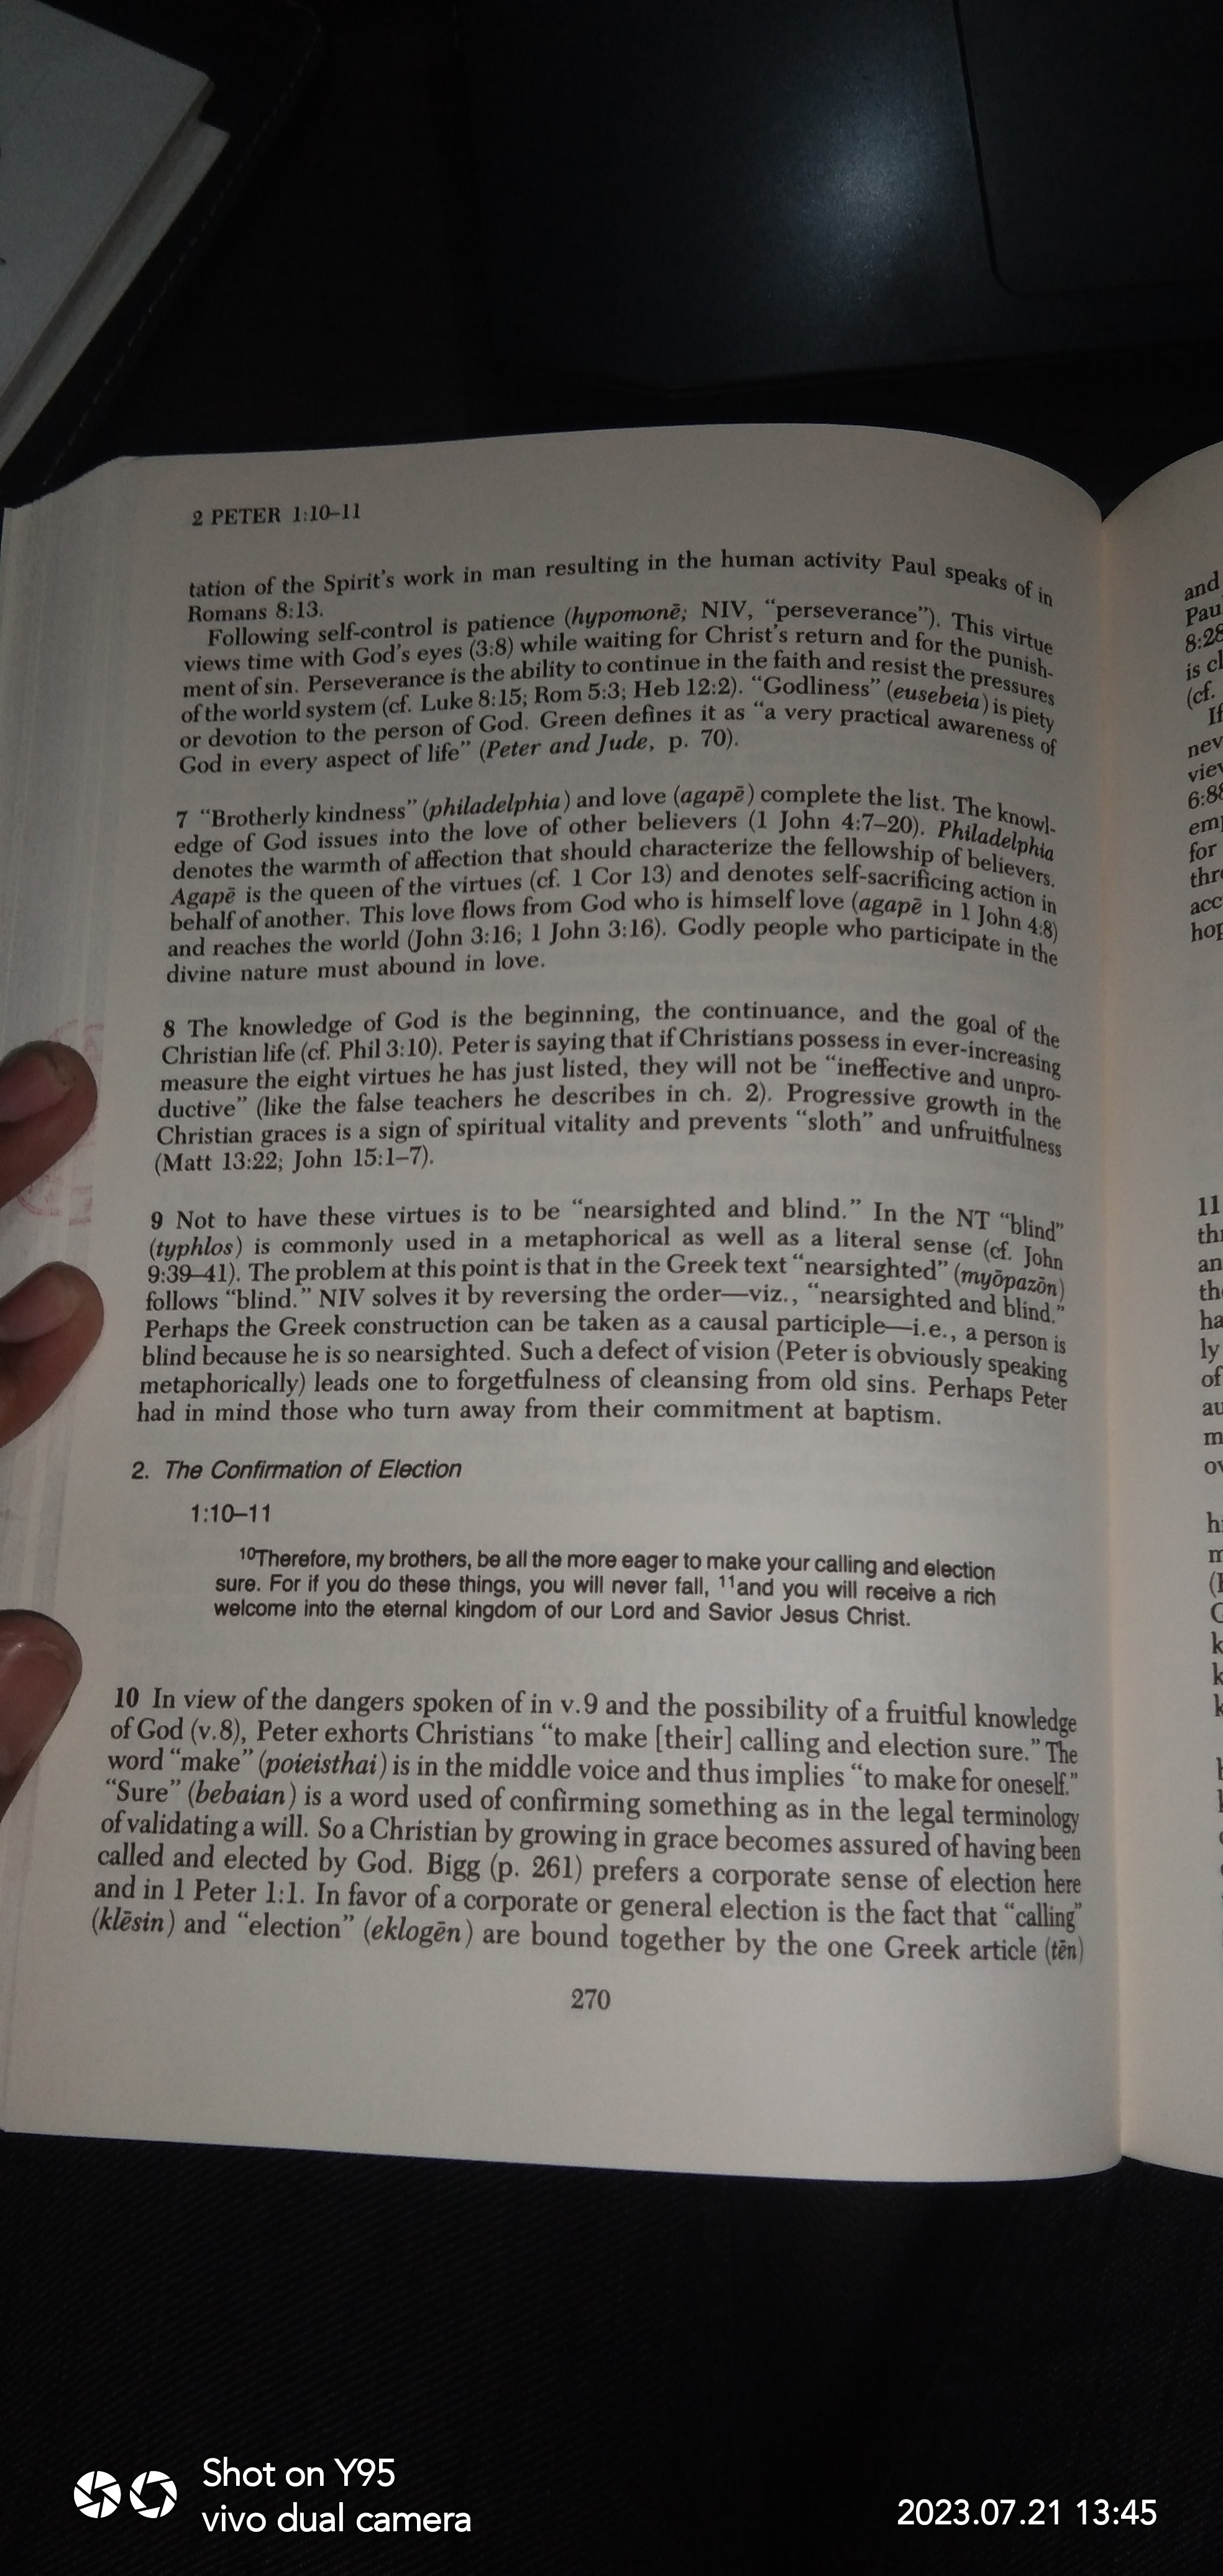 2 PETER 1:10–11
tation of the Spirit's work in man resulting in the human activity Paul speaks of in
Romans 8:13.
Following self-control is patience (hypomonē; NIV, “perseverance”). This virtue
views time with God's eyes (3:8) while waiting for Christ's return and for the punish-
ment of sin. Perseverance is the ability to continue in the faith and resist the pressures
of the world system (cf. Luke 8:15; Rom 5:3; Heb 12:2). “Godliness” (eusebeia) is piety
or devotion to the person of God. Green defines it as “a very practical awareness of
God in every aspect of life” (Peter and Jude, p. 70).
7 “Brotherly kindness” (philadelphia) and love (agapē) complete the list. The knowl-
edge of God issues into the love of other believers (1 John 4:7–20). Philadelphia
denotes the warmth of affection that should characterize the fellowship of believers.
Agapē is the queen of the virtues (cf. 1 Cor 13) and denotes self-sacrificing action in
behalf of another. This love flows from God who is himself love (agapē in 1 John 4:8)
and reaches the world (John 3:16; 1 John 3:16). Godly people who participate in the
divine nature must abound in love.
8 The knowledge of God is the beginning, the continuance, and the goal of the
Christian life (cf. Phil 3:10). Peter is saying that if Christians possess in ever-increasing
measure the eight virtues he has just listed, they will not be “ineffective and unpro-
ductive” (like the false teachers he describes in ch. 2). Progressive growth in the
Christian graces is a sign of spiritual vitality and prevents “sloth” and unfruitfulness
(Matt 13:22; John 15:1–7).
9 Not to have these virtues is to be “nearsighted and blind.” In the NT “blind”
(typhlos) is commonly used in a metaphorical as well as a literal sense (cf. John
9:39–41). The problem at this point is that in the Greek text “nearsighted” (myōpazōn)
follows “blind.” NIV solves it by reversing the order—viz., “nearsighted and blind.”
Perhaps the Greek construction can be taken as a causal participle—i.e., a person is
blind because he is so nearsighted. Such a defect of vision (Peter is obviously speaking
metaphorically) leads one to forgetfulness of cleansing from old sins. Perhaps Peter
had in mind those who turn away from their commitment at baptism.
2. The Confirmation of Election
1:10–11
10Therefore, my brothers, be all the more eager to make your calling and election
sure. For if you do these things, you will never fall, 11and you will receive a rich
welcome into the eternal kingdom of our Lord and Savior Jesus Christ.
10 In view of the dangers spoken of in v.9 and the possibility of a fruitful knowledge
of God (v.8), Peter exhorts Christians “to make [their] calling and election sure.” The
word “make” (poieisthai) is in the middle voice and thus implies “to make for oneself.”
“Sure” (bebaian) is a word used of confirming something as in the legal terminology
of validating a will. So a Christian by growing in grace becomes assured of having been
called and elected by God. Bigg (p. 261) prefers a corporate sense of election here
and in 1 Peter 1:1. In favor of a corporate or general election is the fact that “calling”
(klēsin) and “election” (eklogēn) are bound together by the one Greek article (tēn)
270
and
Pau
8:28
is cl
(cf.
If
nev
view
6:8
em
for
thr
acc
hop
11
th
an
th
ha
ly
of
au
m
ov
Shot on Y95
vivo dual camera
2023.07.21 13:45